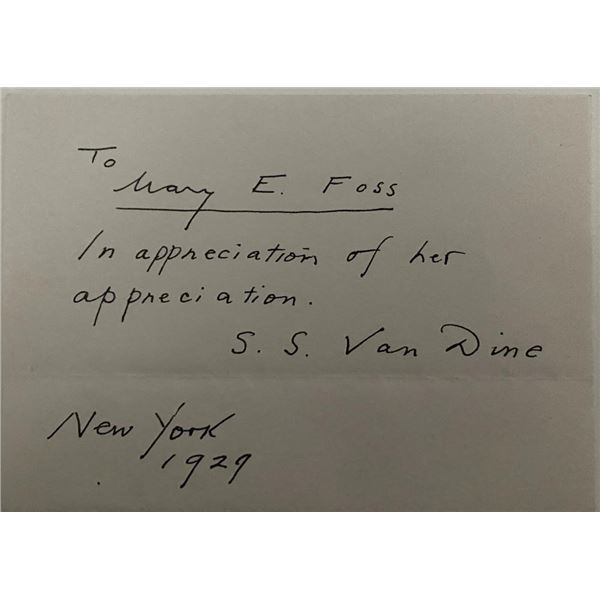 To
Mary E. Foss
In appreciation of her
appreciation.
S. S. Van Dine
New York
1929